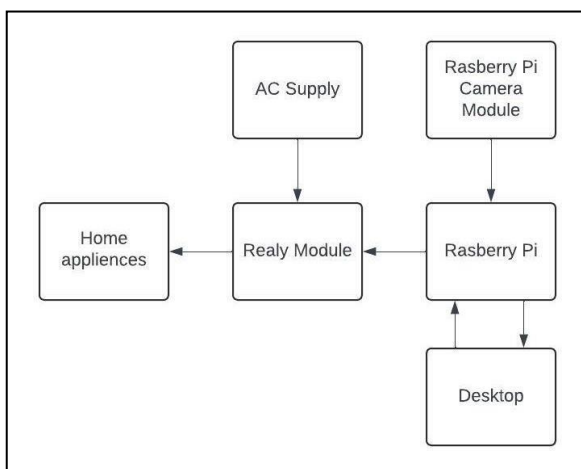 AC Supply
Rasberry Pi
Camera
Module
Home
appliences
Realy Module
Rasberry Pi
Desktop